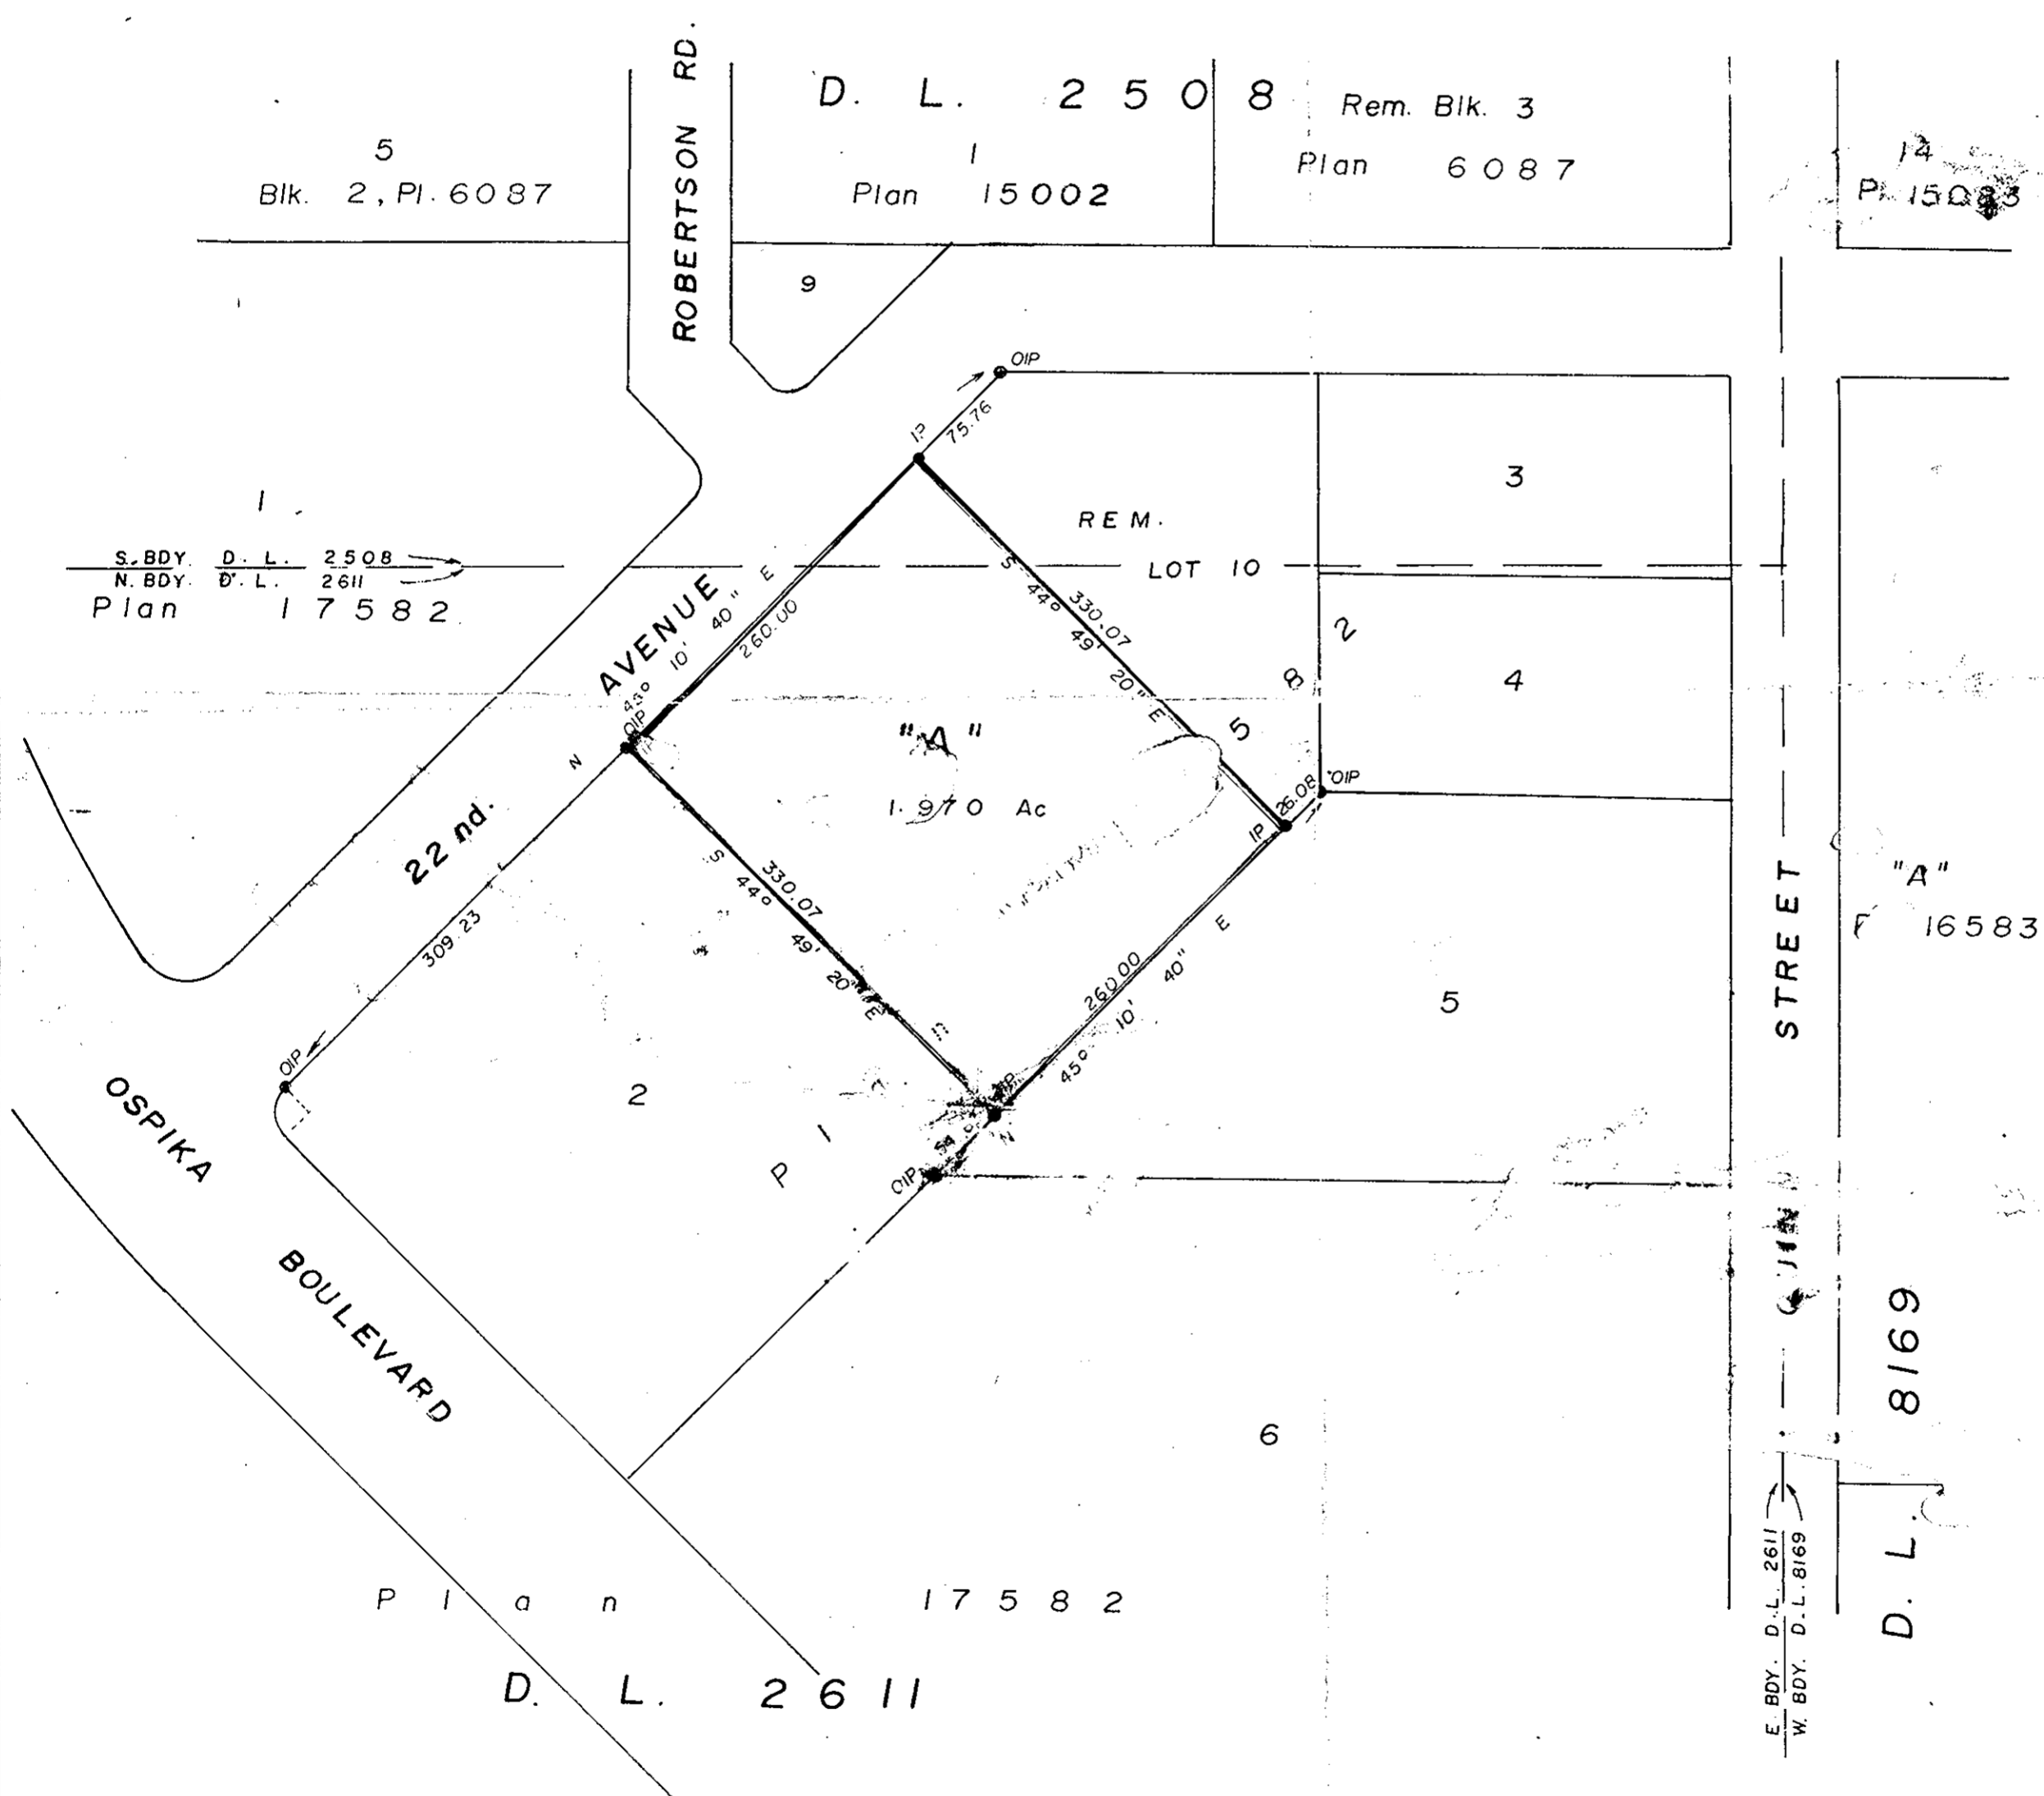 ROBERTSON RD.
D. L. 2508
Rem. Blk. 3
Plan 6087
5
Blk. 2, Pl. 6087
1
Plan 15002
14
9
OIP
75.76
I.P
3
REM.
LOT 10
1
S. BDY. D. L. 2508
N. BDY. D. L. 2611
Plan 17582
22 nd. AVENUE
N 45° 10' 40" E
260.00
S 44° 49' 20" E
330.07
2
8
5
4
OIP
IP
"A"
1.970 Ac
26.08
OIP
IP
"A"
16583
STREET
309.23
330.07
S 44° 49' 20" E
260.00
N 45° 10' 40" E
5
OIP
2
P l
OIP
OSPIKA BOULEVARD
6
D. L. 8169
E. BDY. D.L. 2611
W. BDY. D.L. 8169
Plan 17582
D. L. 2611